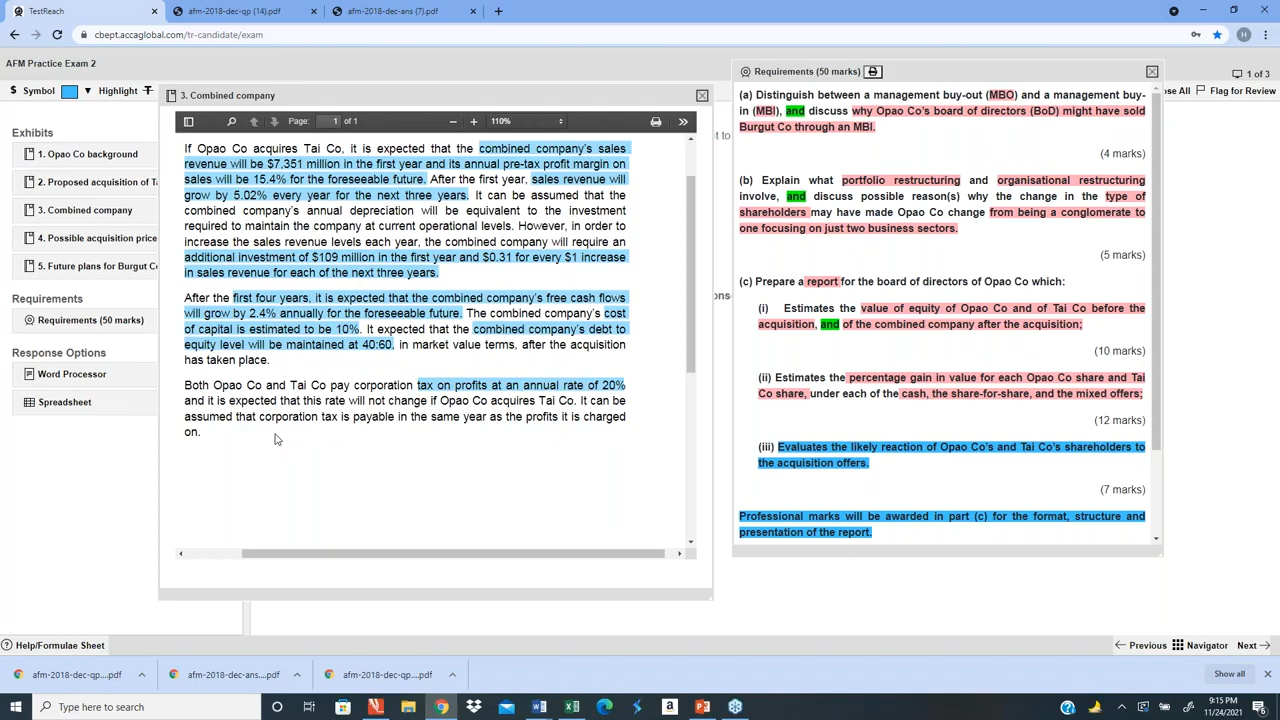 TestReach
afm-2018-dec-qp (14).pdf
afm-2018-dec-ans (7).pdf
cbept.accaglobal.com/tr-candidate/exam
AFM Practice Exam 2
1 of 3
$ Symbol
Highlight
ose All
Flag for Review
Exhibits
1. Opao Co background
2. Proposed acquisition of Ta
3. Combined company
4. Possible acquisition price
5. Future plans for Burgut Co
Requirements
Requirements (50 marks)
Response Options
Word Processor
Spreadsheet
3. Combined company
Page: 1 of 1
110%
If Opao Co acquires Tai Co, it is expected that the combined company's sales
revenue will be $7,351 million in the first year and its annual pre-tax profit margin on
sales will be 15.4% for the foreseeable future. After the first year, sales revenue will
grow by 5.02% every year for the next three years. It can be assumed that the
combined company's annual depreciation will be equivalent to the investment
required to maintain the company at current operational levels. However, in order to
increase the sales revenue levels each year, the combined company will require an
additional investment of $109 million in the first year and $0.31 for every $1 increase
in sales revenue for each of the next three years.
After the first four years, it is expected that the combined company's free cash flows
will grow by 2.4% annually for the foreseeable future. The combined company's cost
of capital is estimated to be 10%. It expected that the combined company's debt to
equity level will be maintained at 40:60, in market value terms, after the acquisition
has taken place.
Both Opao Co and Tai Co pay corporation tax on profits at an annual rate of 20%
and it is expected that this rate will not change if Opao Co acquires Tai Co. It can be
assumed that corporation tax is payable in the same year as the profits it is charged
on.
Requirements (50 marks)
(a) Distinguish between a management buy-out (MBO) and a management buy-
in (MBI), and discuss why Opao Co's board of directors (BoD) might have sold
Burgut Co through an MBI.
(4 marks)
(b) Explain what portfolio restructuring and organisational restructuring
involve, and discuss possible reason(s) why the change in the type of
shareholders may have made Opao Co change from being a conglomerate to
one focusing on just two business sectors.
(5 marks)
(c) Prepare a report for the board of directors of Opao Co which:
(i) Estimates the value of equity of Opao Co and of Tai Co before the
acquisition, and of the combined company after the acquisition;
(10 marks)
(ii) Estimates the percentage gain in value for each Opao Co share and Tai
Co share, under each of the cash, the share-for-share, and the mixed offers;
(12 marks)
(iii) Evaluates the likely reaction of Opao Co's and Tai Co's shareholders to
the acquisition offers.
(7 marks)
Professional marks will be awarded in part (c) for the format, structure and
presentation of the report.
Help/Formulae Sheet
Previous
Navigator
Next
afm-2018-dec-qp....pdf
afm-2018-dec-ans....pdf
afm-2018-dec-qp....pdf
Show all
Type here to search
9:15 PM
11/24/2021